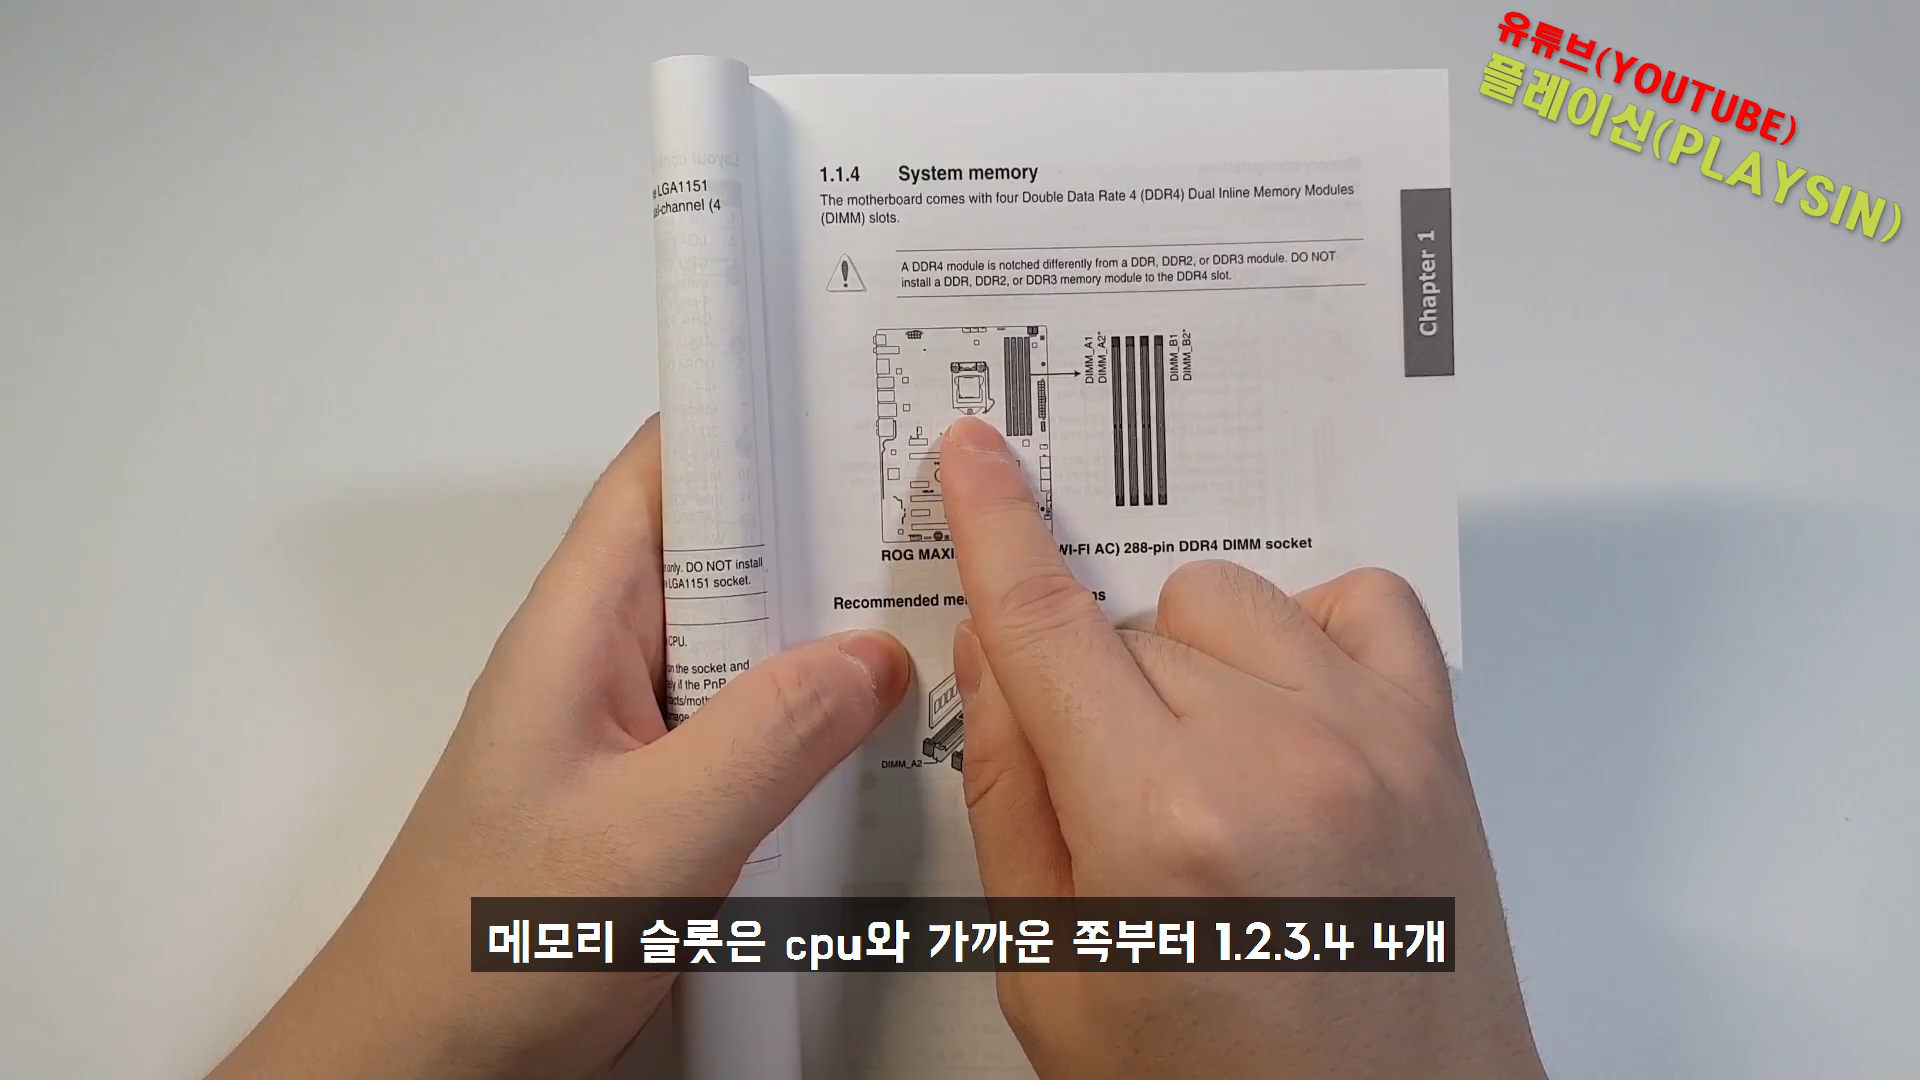 유튜브(YOUTUBE)
플레이신(PLAYSIN)
LGA1151
-channel (4
only. DO NOT install
LGA1151 socket.
CPU.
on the socket and
if the PnP
1.1.4 System memory
The motherboard comes with four Double Data Rate 4 (DDR4) Dual Inline Memory Modules
(DIMM) slots.
A DDR4 module is notched differently from a DDR, DDR2, or DDR3 module. DO NOT
install a DDR, DDR2, or DDR3 memory module to the DDR4 slot.
Chapter 1
DIMM_A1
DIMM_A2*
DIMM_B1
DIMM_B2*
ROG MAXI WI-FI AC) 288-pin DDR4 DIMM socket
Recommended
DIMM_A2
메모리 슬롯은 cpu와 가까운 쪽부터 1.2.3.4 4개